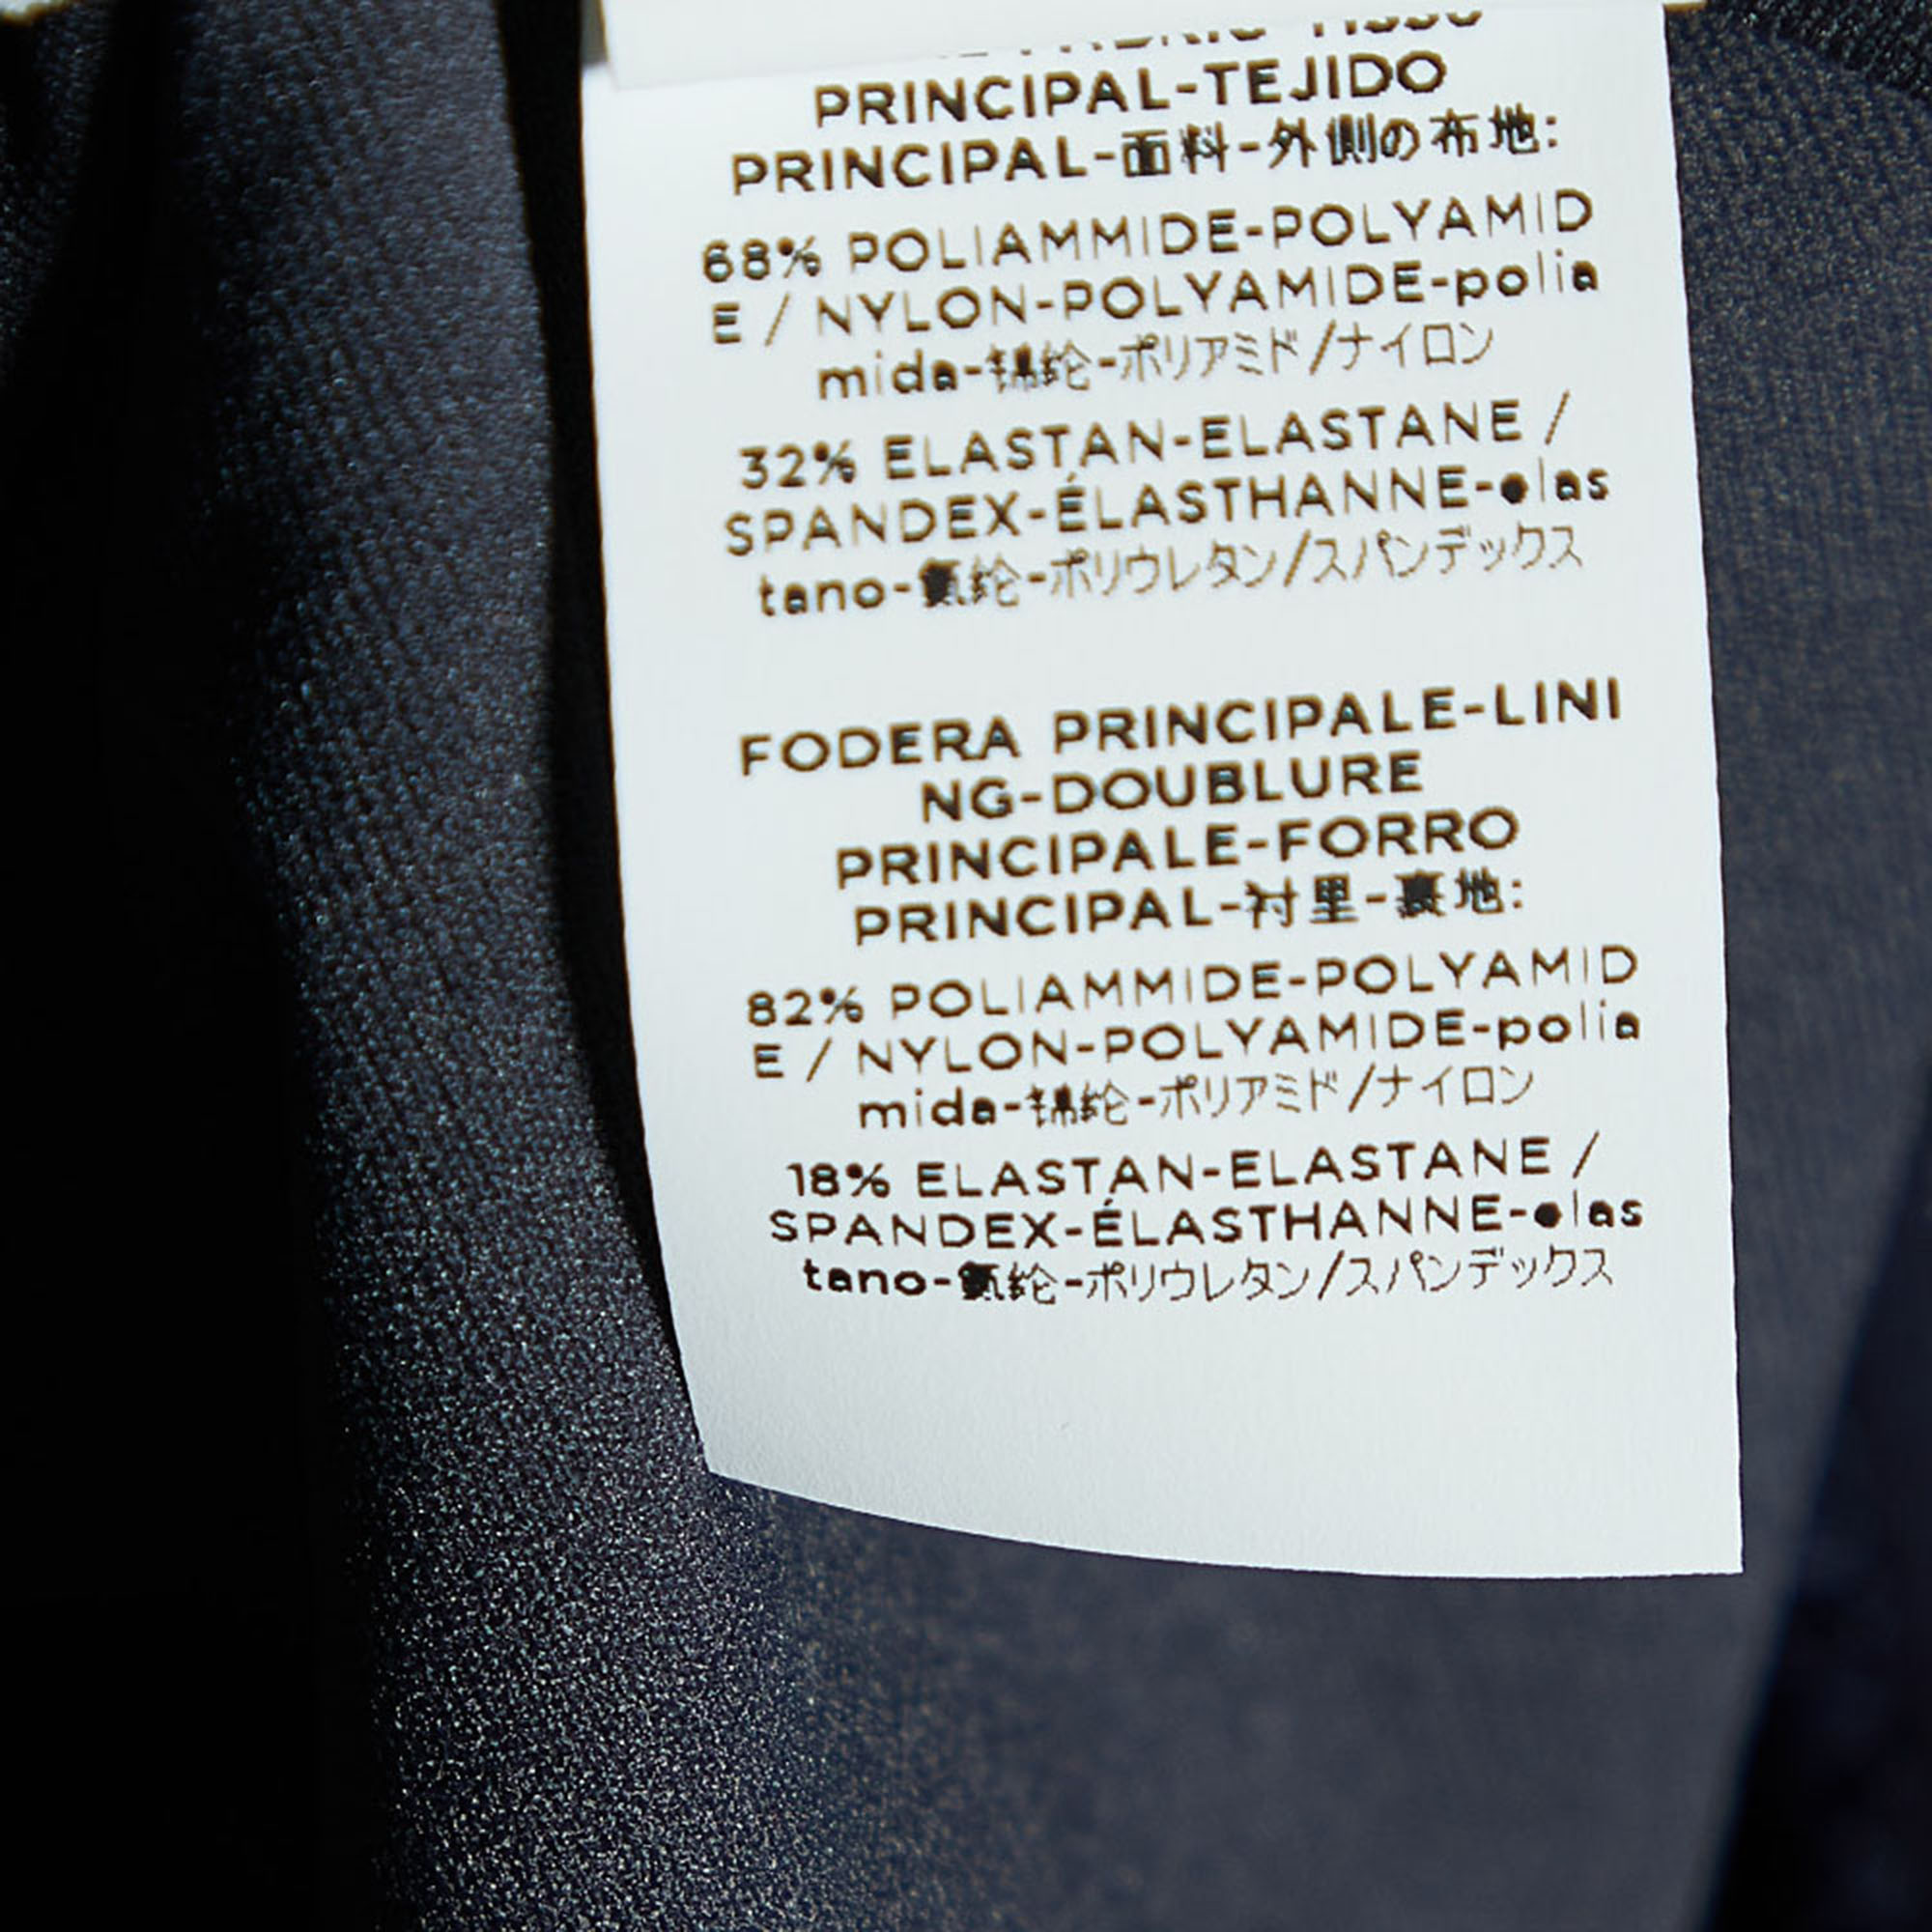 PRINCIPAL-TEJIDO
PRINCIPAL-面料-外側の布地:
68% POLIAMMIDE-POLYAMID
E / NYLON-POLYAMIDE-polia
mida-锦纶-ポリアミド/ナイロン
32% ELASTAN-ELASTANE /
SPANDEX-ÉLASTHANNE-elas
tano-氨纶-ポリウレタン/スパンデックス
FODERA PRINCIPALE-LINI
NG-DOUBLURE
PRINCIPALE-FORRO
PRINCIPAL-衬里-裏地:
82% POLIAMMIDE-POLYAMID
E / NYLON-POLYAMIDE-polia
mida-锦纶-ポリアミド/ナイロン
18% ELASTAN-ELASTANE /
SPANDEX-ÉLASTHANNE-elas
tano-氨纶-ポリウレタン/スパンデックス